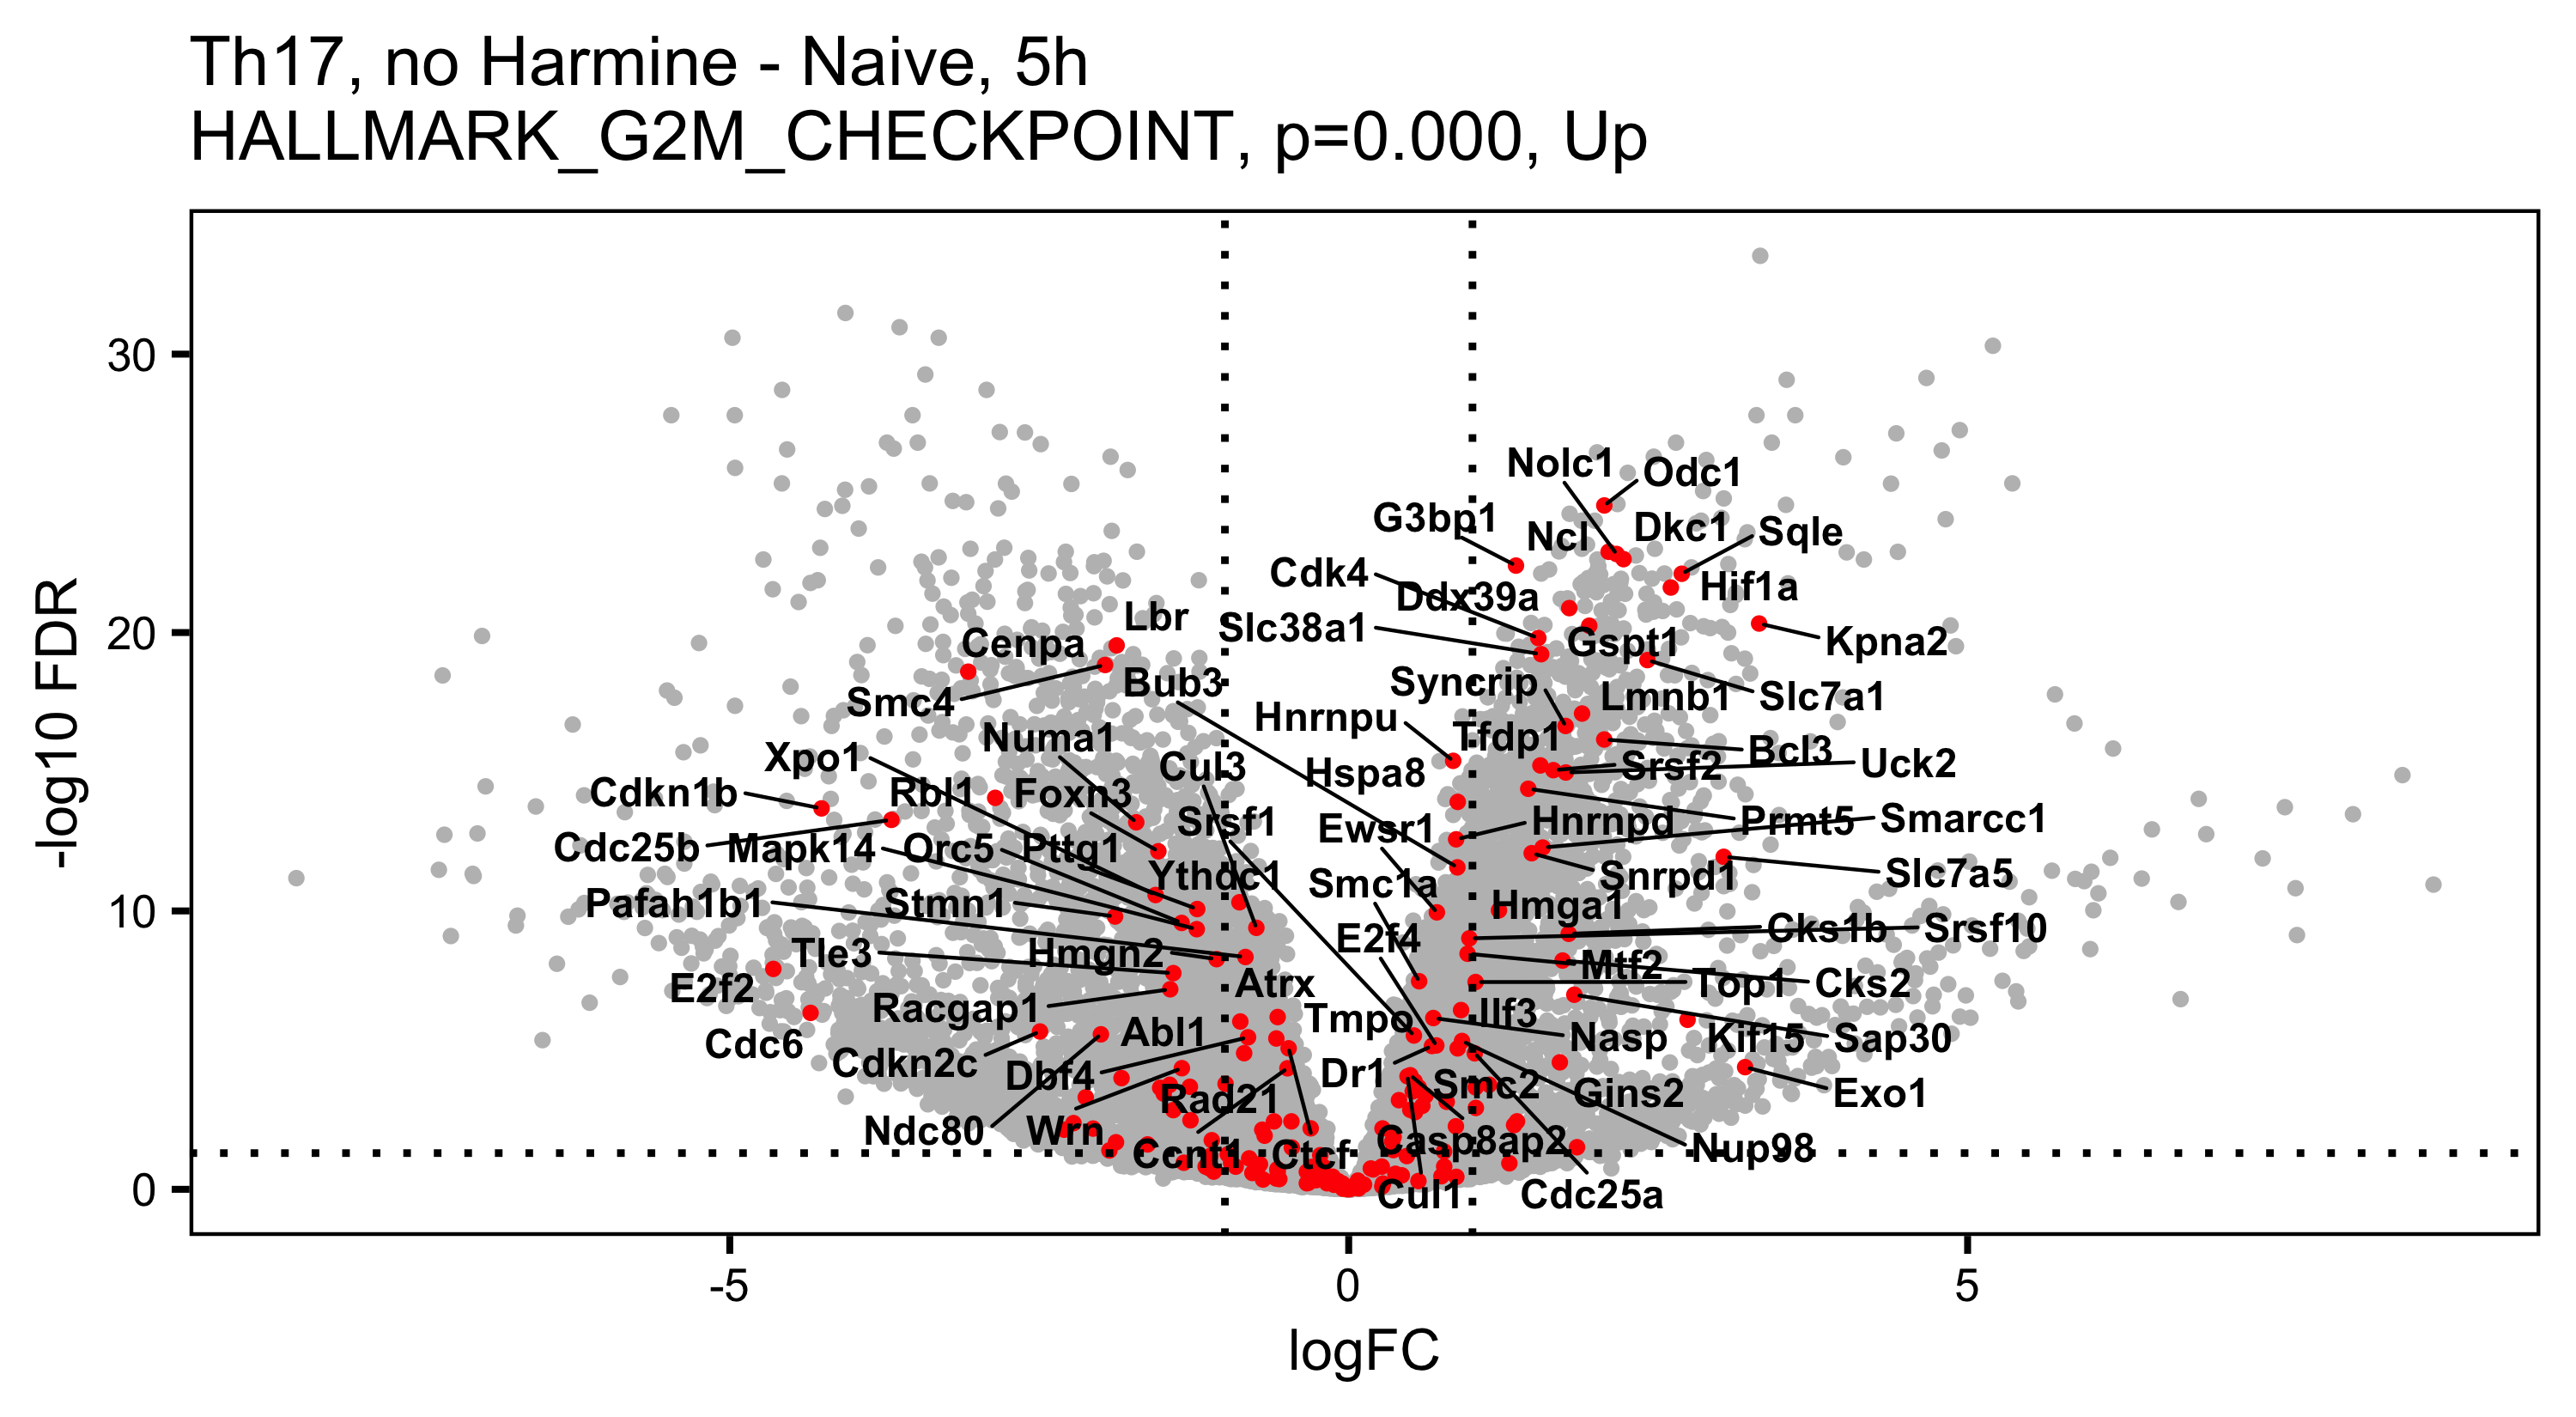 Th17, no Harmine - Naive, 5h
HALLMARK_G2M_CHECKPOINT, p=0.000, Up
-log10 FDR
30
20
10
0
Nolc1
Odc1
G3bp1
Ncl
Dkc1
Sqle
Cdk4
Ddx39a
Hif1a
Lbr
Slc38a1
Gspt1
Kpna2
Cenpa
Smc4
Bub3
Syncrip
Lmnb1
Slc7a1
Hnrnpu
Numa1
Tfdp1
Xpo1
Cul3
Hspa8
Srsf2
Bcl3
Uck2
Cdkn1b
Rbl1
Foxn3
Srsf1
Ewsr1
Hnrnpd
Prmt5
Smarcc1
Cdc25b
Mapk14
Orc5
Pttg1
Ythdc1
Smc1a
Snrpd1
Slc7a5
Pafah1b1
Stmn1
Hmga1
Cks1b
Srsf10
Tle3
Hmgn2
E2f4
Mtf2
E2f2
Atrx
Top1
Cks2
Racgap1
Tmpo
Ilf3
Cdc6
Abl1
Nasp
Kif15
Sap30
Cdkn2c
Dbf4
Dr1
Smc2
Rad21
Gins2
Exo1
Ndc80
Wrn
Ccnt1
Ctcf
Casp8ap2
Nup98
Cul1
Cdc25a
-5
0
5
logFC